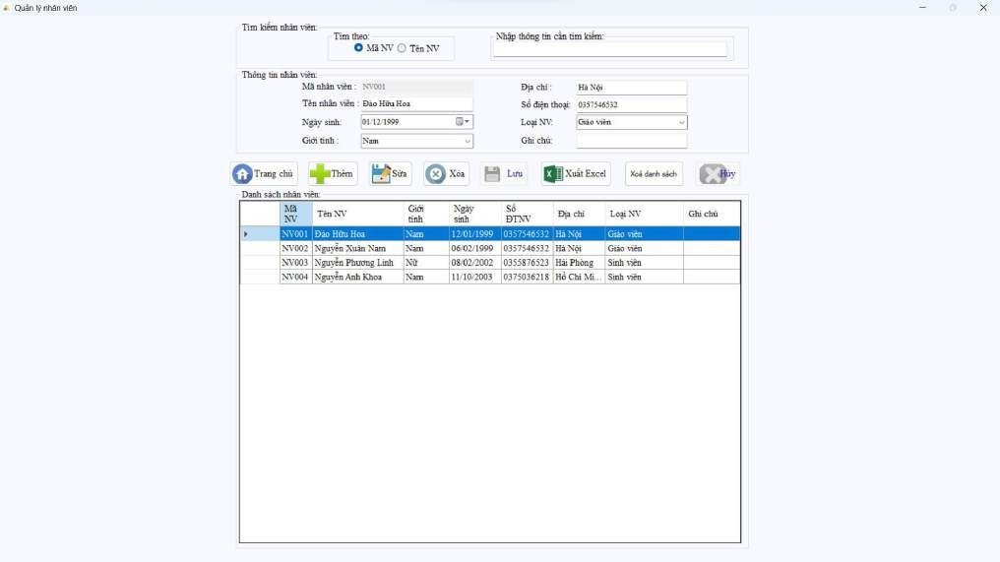 Quản lý nhân viên
Tìm kiếm nhân viên:
Tìm theo:
Mã NV
Tên NV
Nhập thông tin cần tìm kiếm:
Thông tin nhân viên:
Mã nhân viên : NV001
Địa chỉ : Hà Nội
Tên nhân viên : Đào Hữu Hoa
Số điện thoại: 0357546532
Ngày sinh: 01/12/1999
Loại NV: Giáo viên
Giới tính : Nam
Ghi chú:
Trang chủ Thêm Sửa Xóa Lưu Xuất Excel Xoá danh sách Hủy
Danh sách nhân viên:
Mã NV Tên NV Giới tính Ngày sinh Số ĐTNV Địa chỉ Loại NV Ghi chú
NV001 Đào Hữu Hoa Nam 12/01/1999 0357546532 Hà Nội Giáo viên
NV002 Nguyễn Xuân Nam Nam 06/02/1999 0357546532 Hà Nội Giáo viên
NV003 Nguyễn Phương Linh Nữ 08/02/2002 0355876523 Hải Phòng Sinh viên
NV004 Nguyễn Anh Khoa Nam 11/10/2003 0375036218 Hồ Chí Mi... Sinh viên